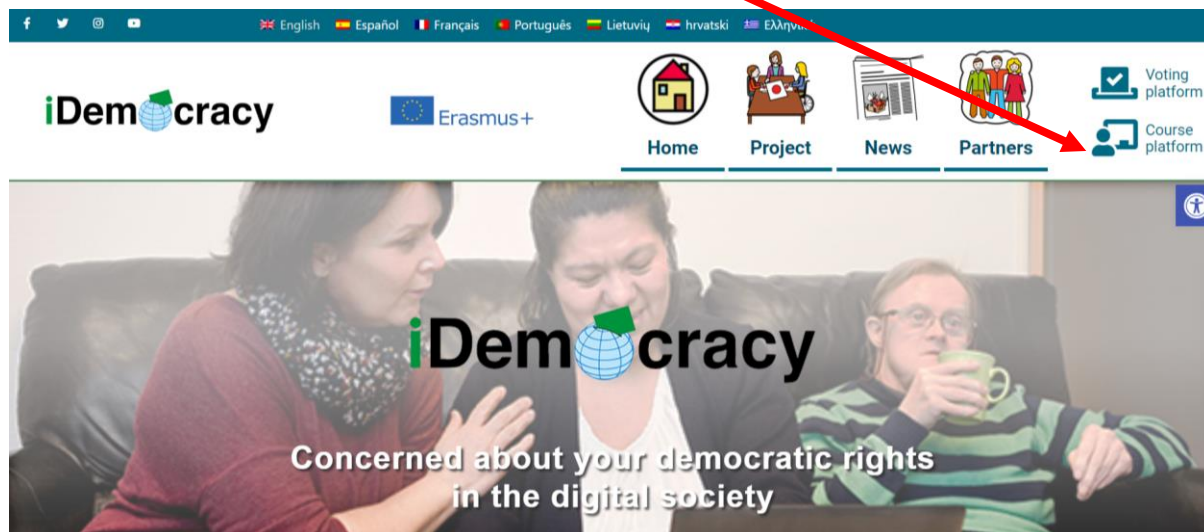 English Español Français Português Lietuvių hrvatski
iDemocracy
Erasmus+
Home Project News Partners
Voting
platform
Course
platform
iDemocracy
Concerned about your democratic rights
in the digital society